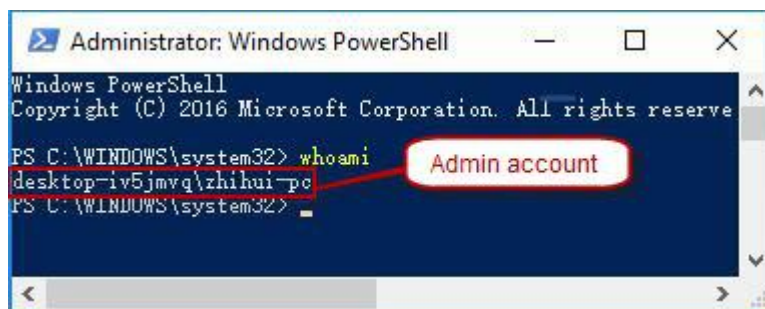 Administrator: Windows PowerShell
Windows PowerShell
Copyright (C) 2016 Microsoft Corporation. All rights reserve
PS C:\WINDOWS\system32> whoami
Admin account
desktop-iv5jmvq\zhihui-pc
PS C:\WINDOWS\system32>